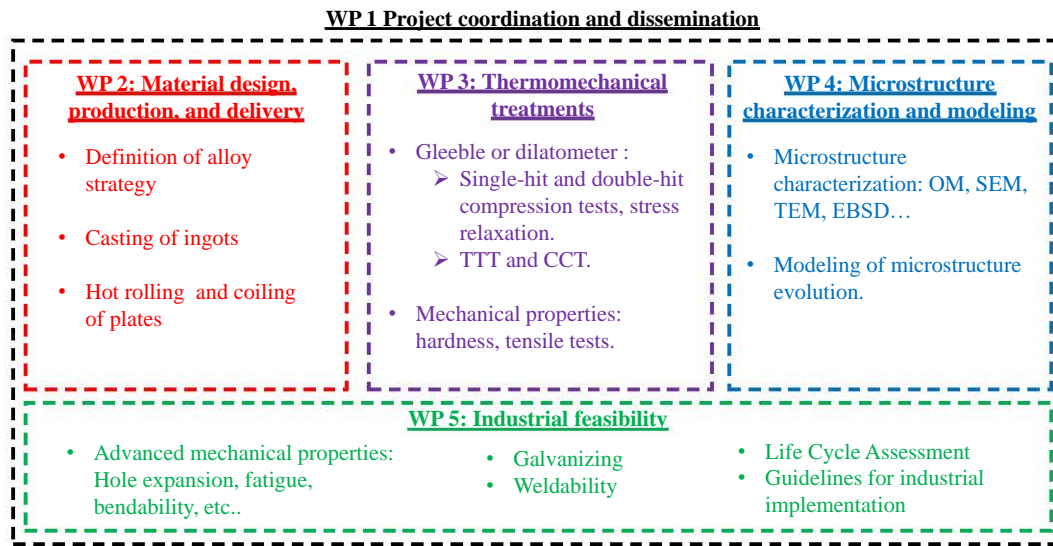 WP 1 Project coordination and dissemination
WP 2: Material design,
production, and delivery
• Definition of alloy
strategy
• Casting of ingots
• Hot rolling and coiling
of plates
WP 3: Thermomechanical
treatments
• Gleeble or dilatometer :
➢ Single-hit and double-hit
compression tests, stress
relaxation.
➢ TTT and CCT.
• Mechanical properties:
hardness, tensile tests.
WP 4: Microstructure
characterization and modeling
• Microstructure
characterization: OM, SEM,
TEM, EBSD…
• Modeling of microstructure
evolution.
WP 5: Industrial feasibility
• Advanced mechanical properties:
Hole expansion, fatigue,
bendability, etc..
• Galvanizing
• Weldability
• Life Cycle Assessment
• Guidelines for industrial
implementation